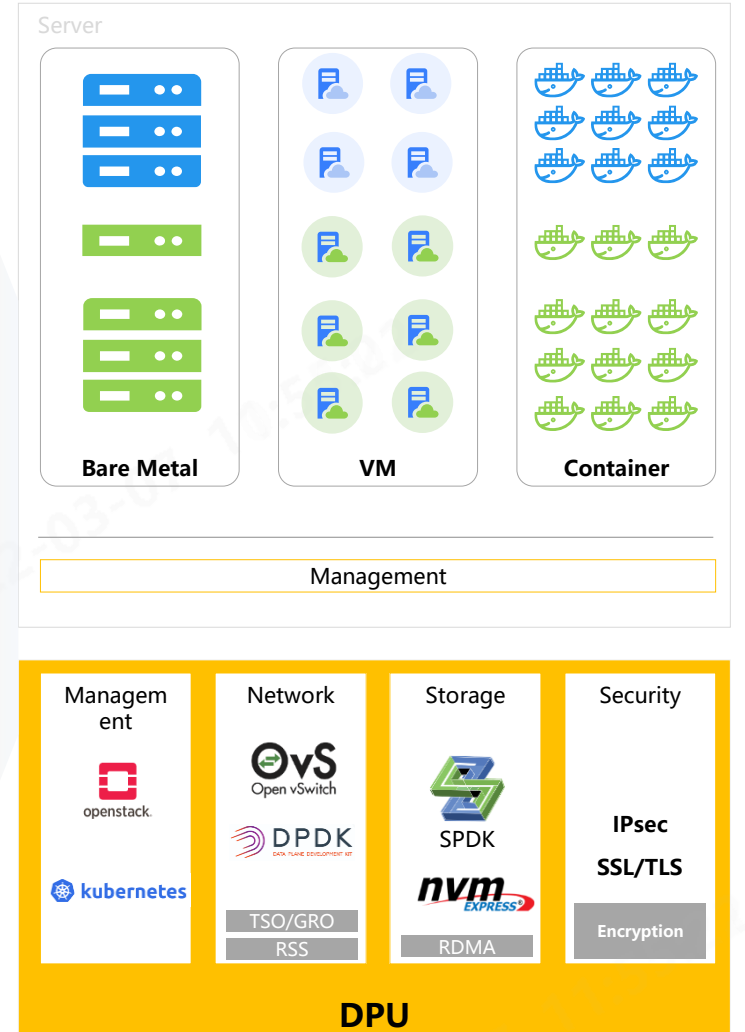 Server
Bare Metal
VM
Container
Management
Managem
ent
openstack.
kubernetes
Network
OvS
Open vSwitch
DPDK
DATA PLANE DEVELOPMENT KIT
TSO/GRO
RSS
Storage
SPDK
nvm
EXPRESS®
RDMA
Security
IPsec
SSL/TLS
Encryption
DPU